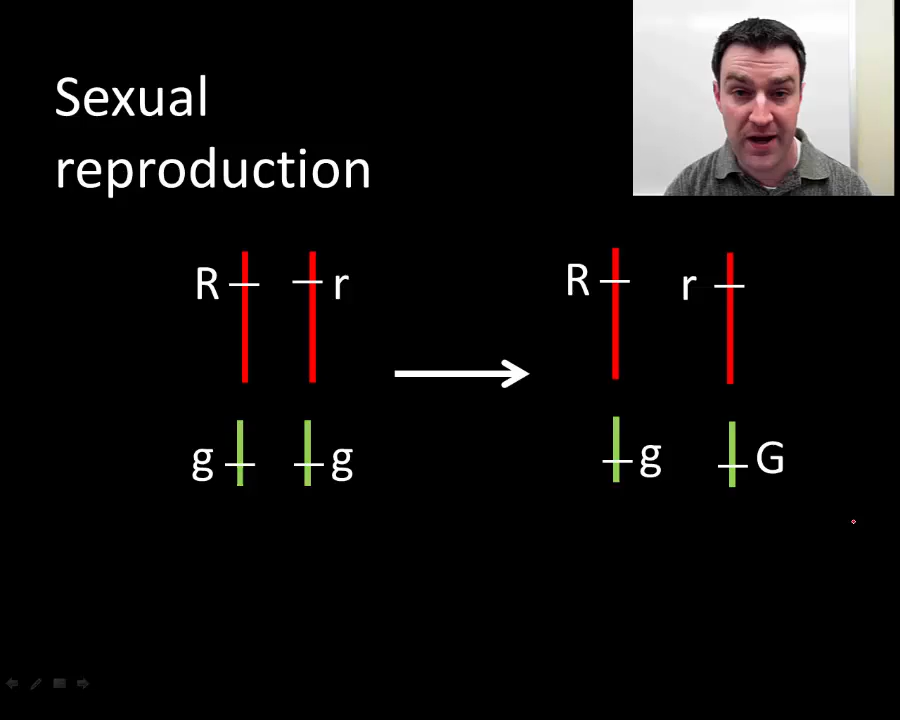 Sexual
reproduction
R r R r
g g g G